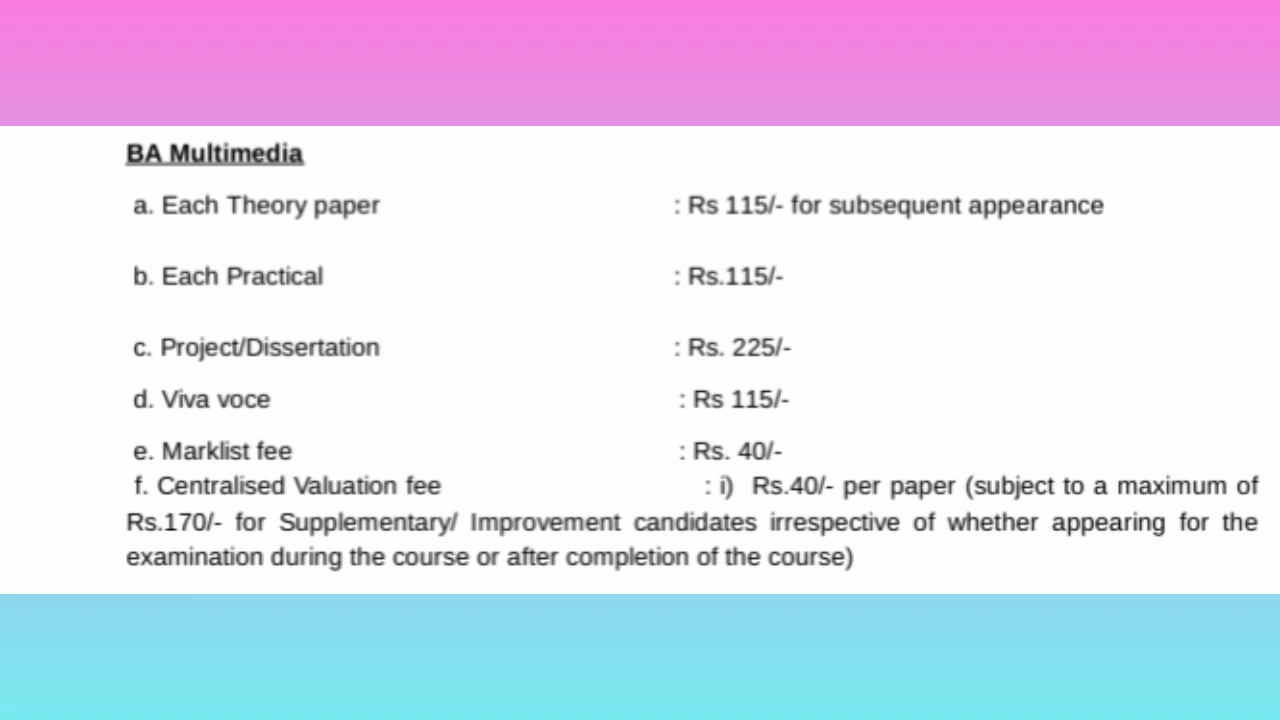 BA Multimedia
a. Each Theory paper : Rs 115/- for subsequent appearance
b. Each Practical : Rs.115/-
c. Project/Dissertation : Rs. 225/-
d. Viva voce : Rs 115/-
e. Marklist fee : Rs. 40/-
f. Centralised Valuation fee : i) Rs.40/- per paper (subject to a maximum of
Rs.170/- for Supplementary/ Improvement candidates irrespective of whether appearing for the
examination during the course or after completion of the course)